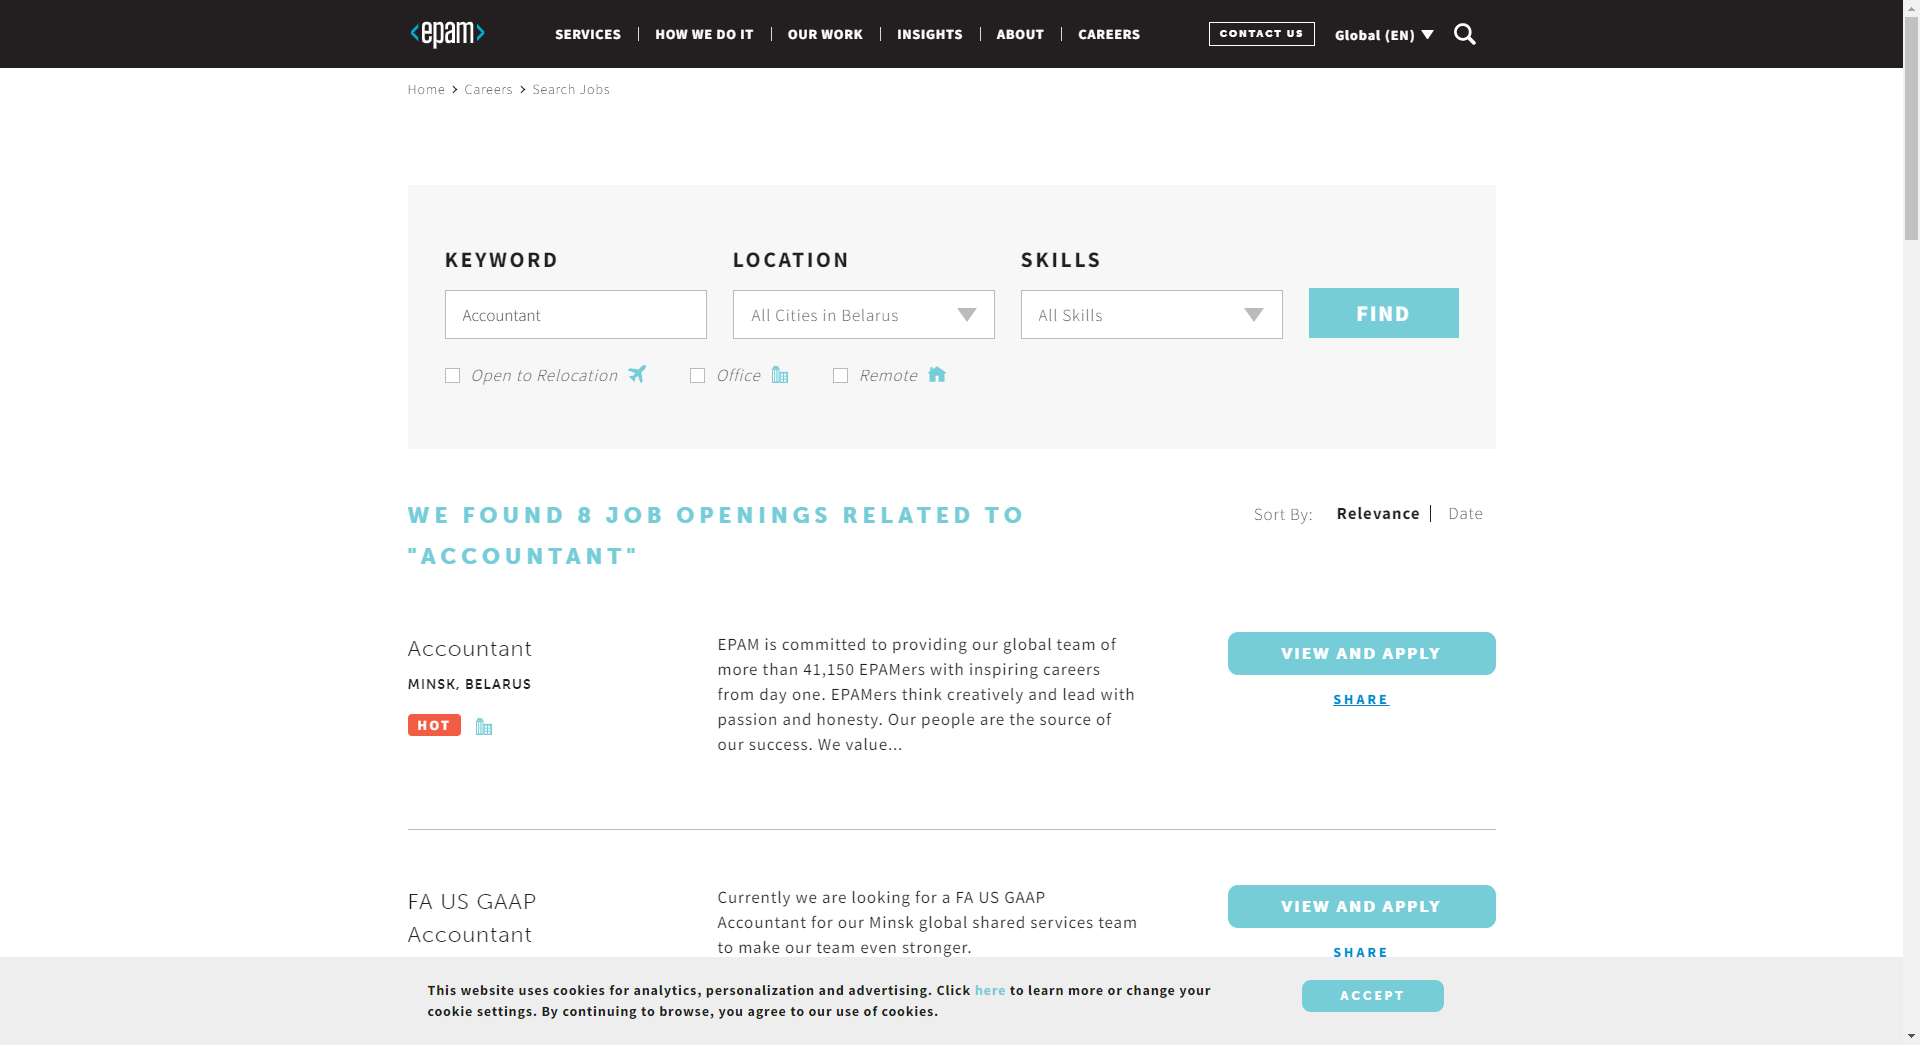 <epam>
SERVICES
HOW WE DO IT
OUR WORK
INSIGHTS
ABOUT
CAREERS
CONTACT US
Global (EN)
Home > Careers > Search Jobs
KEYWORD
LOCATION
SKILLS
Accountant
All Cities in Belarus
All Skills
FIND
Open to Relocation
Office
Remote
WE FOUND 8 JOB OPENINGS RELATED TO
"ACCOUNTANT"
Sort By: Relevance | Date
Accountant
MINSK, BELARUS
HOT
EPAM is committed to providing our global team of
more than 41,150 EPAMers with inspiring careers
from day one. EPAMers think creatively and lead with
passion and honesty. Our people are the source of
our success. We value...
VIEW AND APPLY
SHARE
FA US GAAP
Accountant
Currently we are looking for a FA US GAAP
Accountant for our Minsk global shared services team
to make our team even stronger.
VIEW AND APPLY
SHARE
This website uses cookies for analytics, personalization and advertising. Click here to learn more or change your
cookie settings. By continuing to browse, you agree to our use of cookies.
ACCEPT